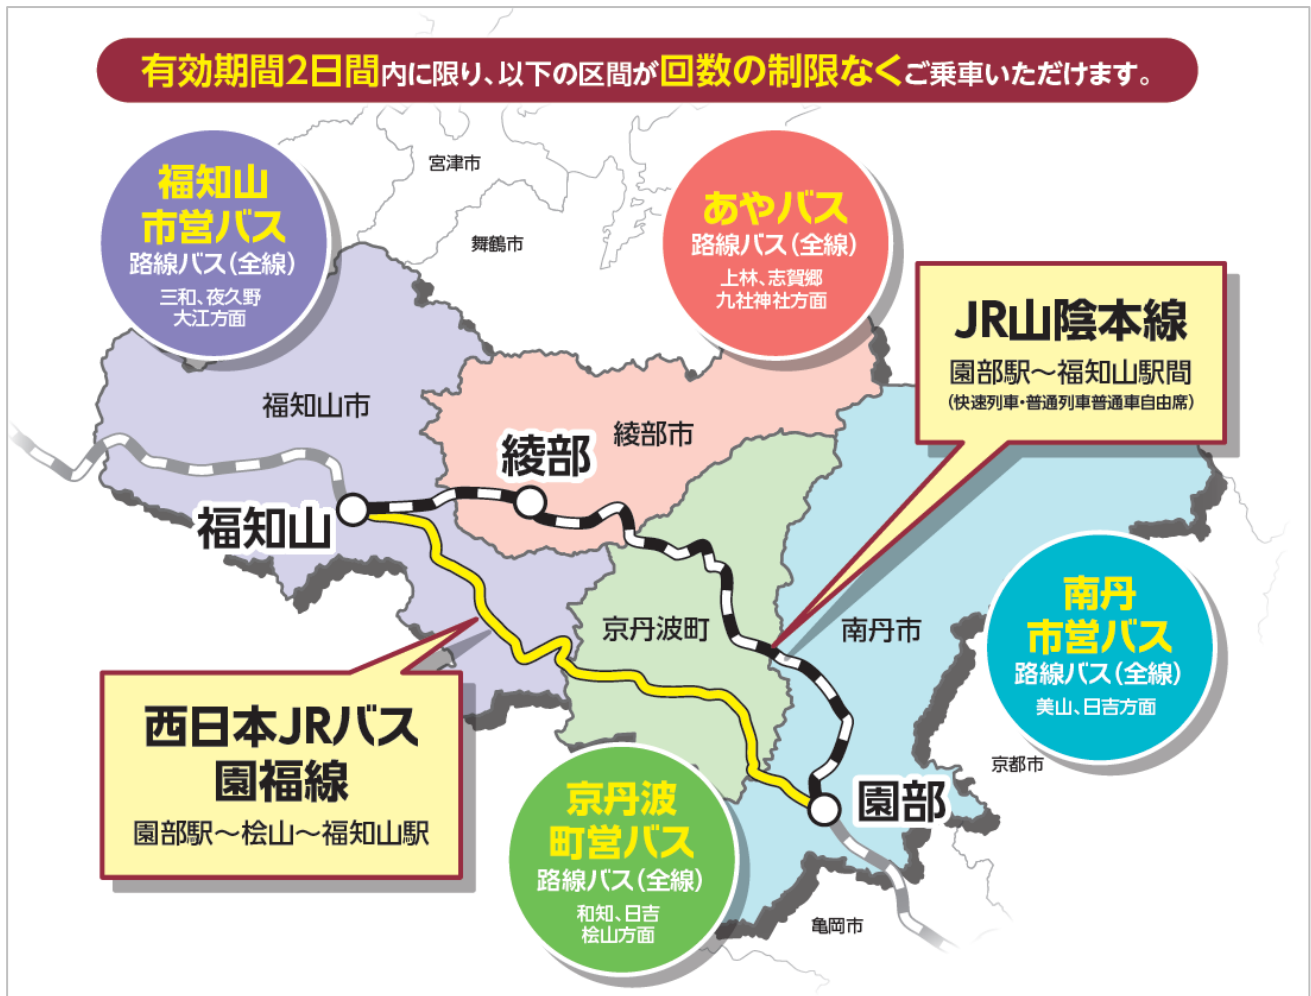 有効期間2日間内に限り、以下の区間が回数の制限なくご乗車いただけます。
宮津市
舞鶴市
福知山
市営バス
路線バス（全線）
三和、夜久野
大江方面
あやバス
路線バス（全線）
上林、志賀郷
九社神社方面
JR山陰本線
園部駅～福知山駅間
（快速列車・普通列車普通車自由席）
福知山市
綾部市
綾部
福知山
京丹波町
南丹市
南丹
市営バス
路線バス（全線）
美山、日吉方面
西日本JRバス
園福線
園部駅～桧山～福知山駅
京都市
園部
京丹波
町営バス
路線バス（全線）
和知、日吉
桧山方面
亀岡市